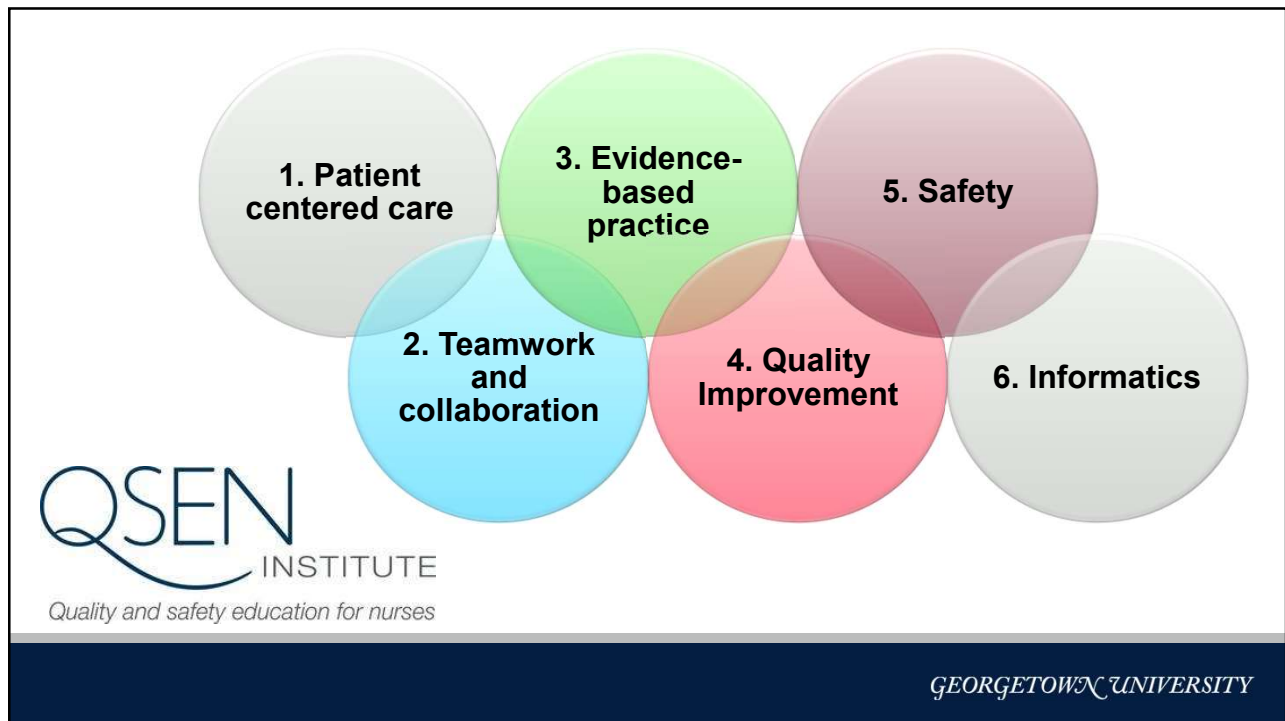 1. Patient
centered care
2. Teamwork
and
collaboration
3. Evidence-
based
practice
4. Quality
Improvement
5. Safety
6. Informatics
QSEN
INSTITUTE
Quality and safety education for nurses
GEORGETOWN UNIVERSITY